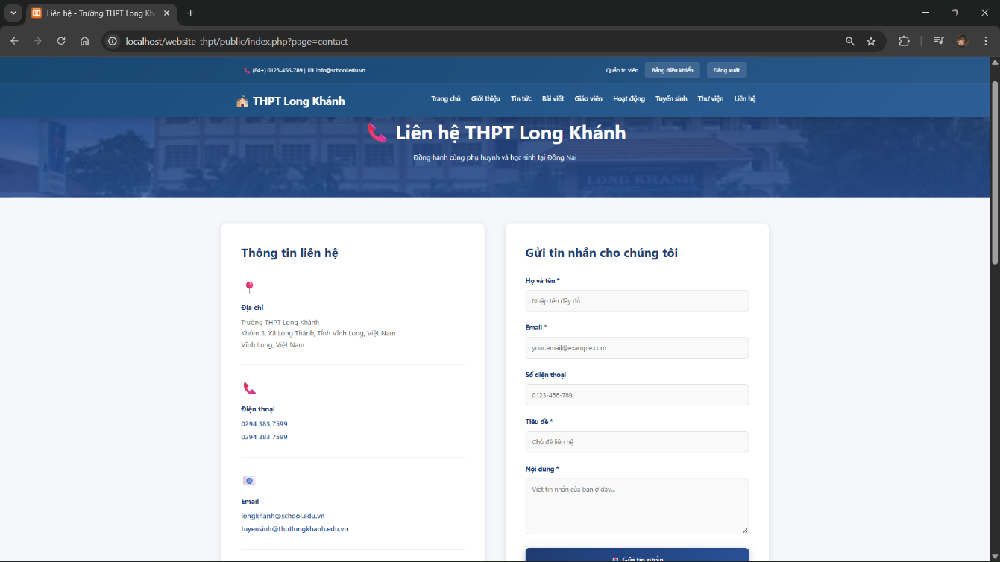 Liên hệ - Trường THPT Long Kh
localhost/website-thpt/public/index.php?page=contact
(84+) 0123-456-789 | info@school.edu.vn
Quản trị viên
Bảng điều khiển
Đăng xuất
THPT Long Khánh
Trang chủ
Giới thiệu
Tin tức
Bài viết
Giáo viên
Hoạt động
Tuyển sinh
Thư viện
Liên hệ
Liên hệ THPT Long Khánh
Đồng hành cùng phụ huynh và học sinh tại Đồng Nai
LONG KHANH
Thông tin liên hệ
Địa chỉ
Trường THPT Long Khánh
Khóm 3, Xã Long Thành, Tỉnh Vĩnh Long, Việt Nam
Vĩnh Long, Việt Nam
Điện thoại
0294 383 7599
0294 383 7599
Email
longkhanh@school.edu.vn
tuyensinh@thptlongkhanh.edu.vn
Gửi tin nhắn cho chúng tôi
Họ và tên *
Nhập tên đầy đủ
Email *
your.email@example.com
Số điện thoại
0123-456-789
Tiêu đề *
Chủ đề liên hệ
Nội dung *
Viết tin nhắn của bạn ở đây...
Gửi tin nhắn